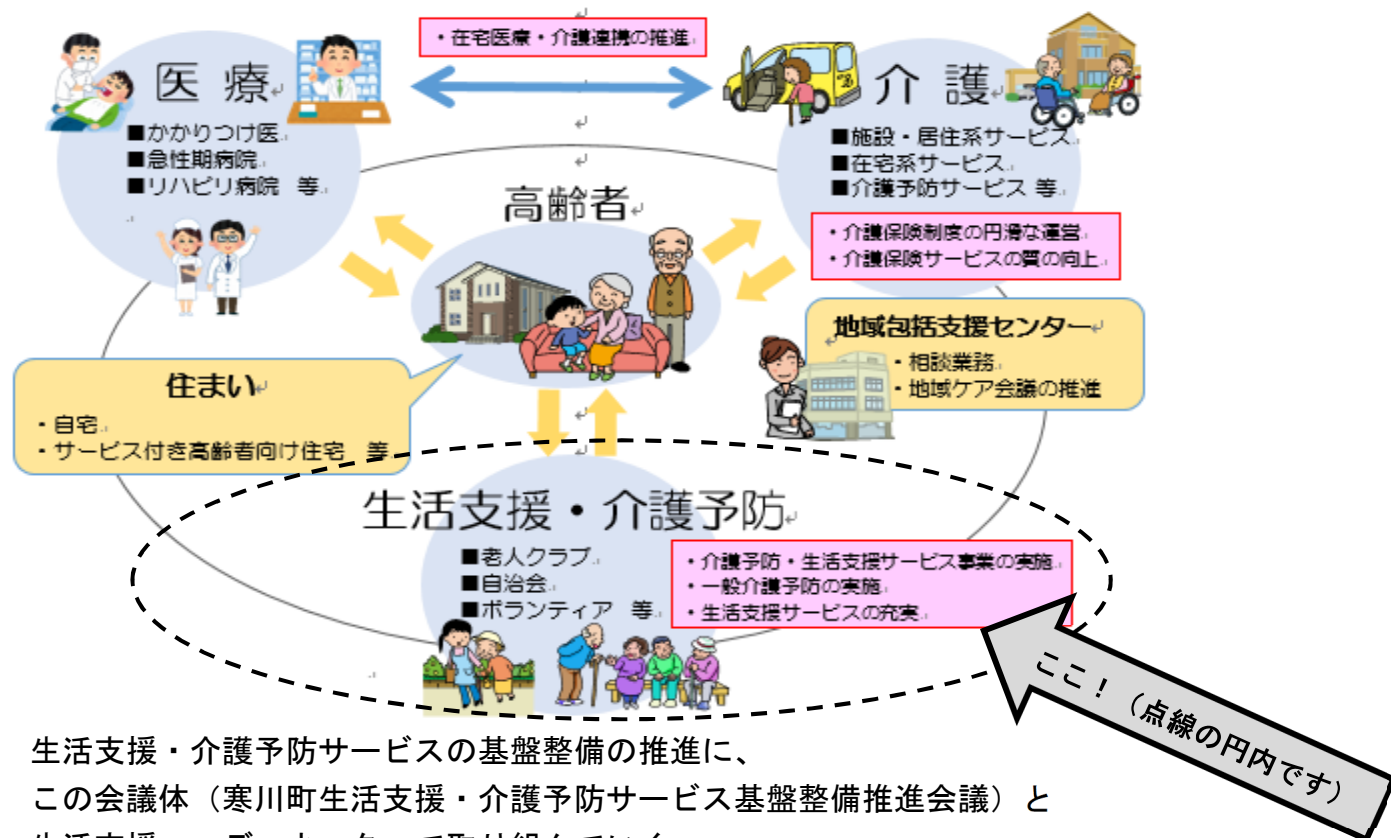 ・在宅医療・介護連携の推進
医 療
■かかりつけ医
■急性期病院
■リハビリ病院 等
介 護
■施設・居住系サービス
■在宅系サービス
■介護予防サービス 等
・介護保険制度の円滑な運営
・介護保険サービスの質の向上
高齢者
地域包括支援センター
・相談業務
・地域ケア会議の推進
住まい
・自宅
・サービス付き高齢者向け住宅 等
生活支援・介護予防
■老人クラブ
■自治会
■ボランティア 等
・介護予防・生活支援サービス事業の実施
・一般介護予防の実施
・生活支援サービスの充実
ここ！（点線の円内です）
生活支援・介護予防サービスの基盤整備の推進に、
この会議体（寒川町生活支援・介護予防サービス基盤整備推進会議）と